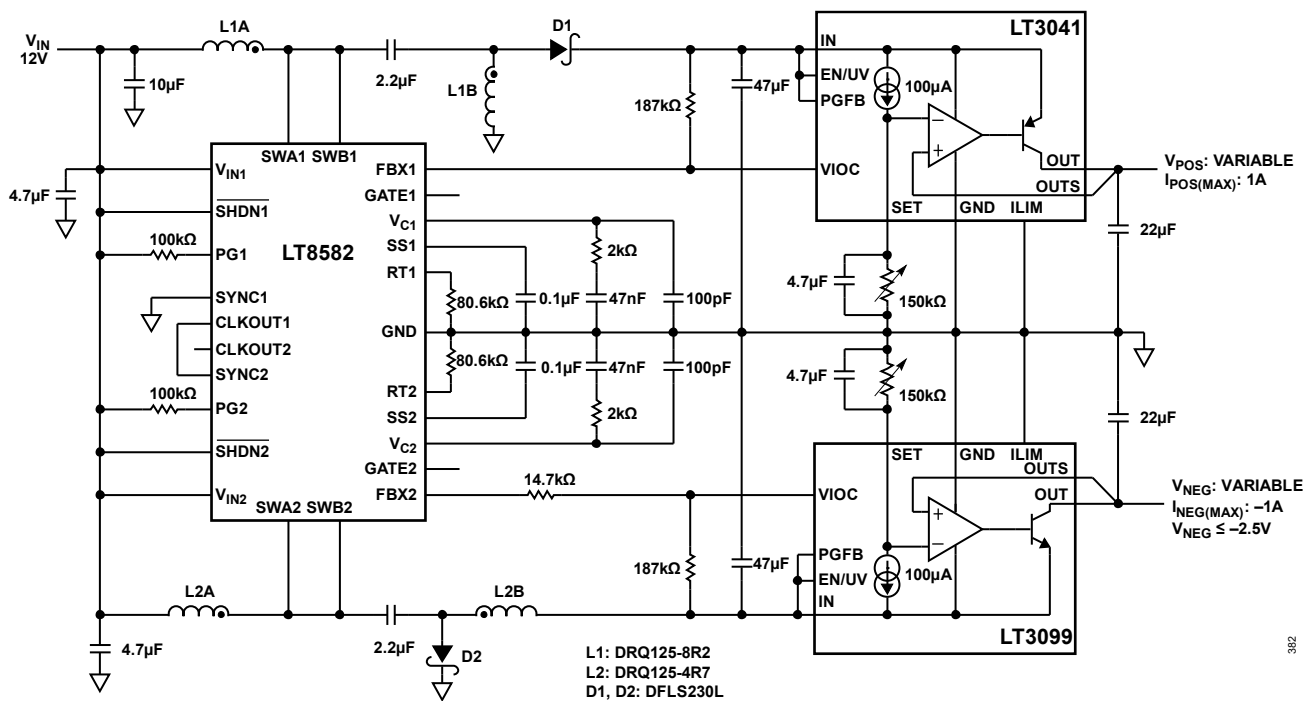 VIN
12V
L1A
D1
LT3041
10µF
2.2µF
L1B
187kΩ
47µF
IN
EN/UV
PGFB
100µA
–
+
VIOC
OUT
OUTS
SET
GND
ILIM
VPOS: VARIABLE
IPOS(MAX): 1A
22µF
SWA1
SWB1
4.7µF
VIN1
SHDN1
100kΩ
PG1
LT8582
SYNC1
CLKOUT1
CLKOUT2
SYNC2
100kΩ
PG2
SHDN2
VIN2
SWA2
SWB2
FBX1
GATE1
VC1
SS1
RT1
GND
RT2
SS2
VC2
GATE2
FBX2
2kΩ
80.6kΩ
0.1µF
47nF
100pF
80.6kΩ
0.1µF
47nF
100pF
2kΩ
14.7kΩ
4.7µF
150kΩ
4.7µF
150kΩ
22µF
SET
GND
ILIM
OUTS
OUT
VIOC
+
–
PGFB
EN/UV
IN
100µA
LT3099
VNEG: VARIABLE
INEG(MAX): –1A
VNEG ≤ –2.5V
187kΩ
47µF
L2A
L2B
4.7µF
2.2µF
D2
L1: DRQ125-8R2
L2: DRQ125-4R7
D1, D2: DFLS230L
382